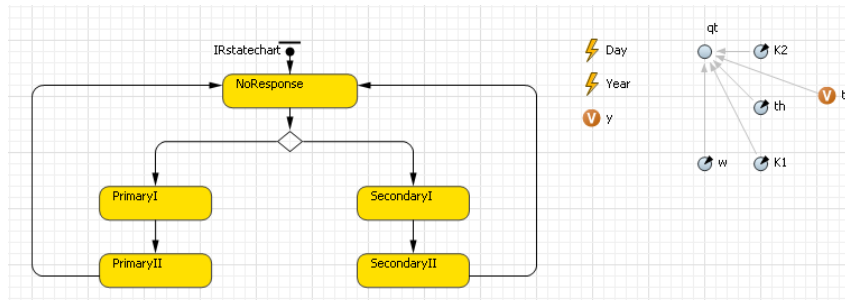 qt
IRstatechart
Day
K2
NoResponse
Year
V t
th
V y
w
K1
PrimaryI
SecondaryI
PrimaryII
SecondaryII